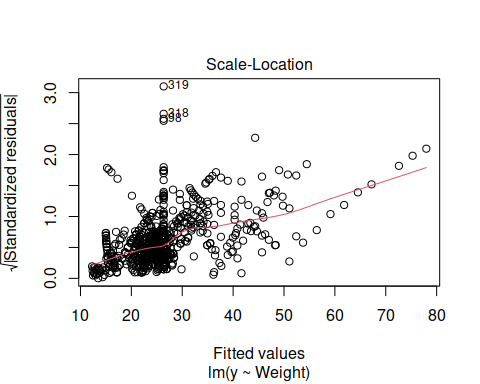 Scale-Location
√|Standardized residuals|
3.0
2.0
1.0
0.0
319
318
98
10 20 30 40 50 60 70 80
Fitted values
lm(y ~ Weight)